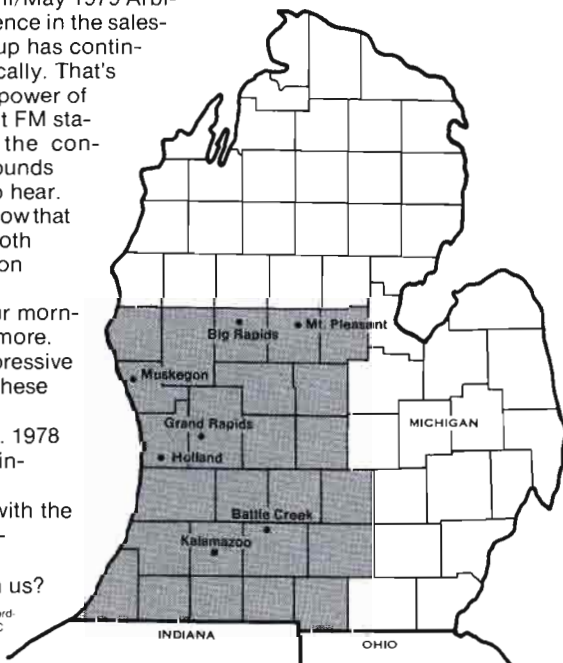 il/May 1979 Arbi-
ence in the sales-
up has contin-
cally. That's
power of
t FM sta-
the con-
ounds
o hear.
ow that
oth
on
ur morn-
more.
pressive
hese
. 1978
in-
with the
-
n us?
ord-
C
Big Rapids
Mt. Pleasant
Muskegon
Grand Rapids
Holland
MICHIGAN
Battle Creek
Kalamazoo
INDIANA
OHIO